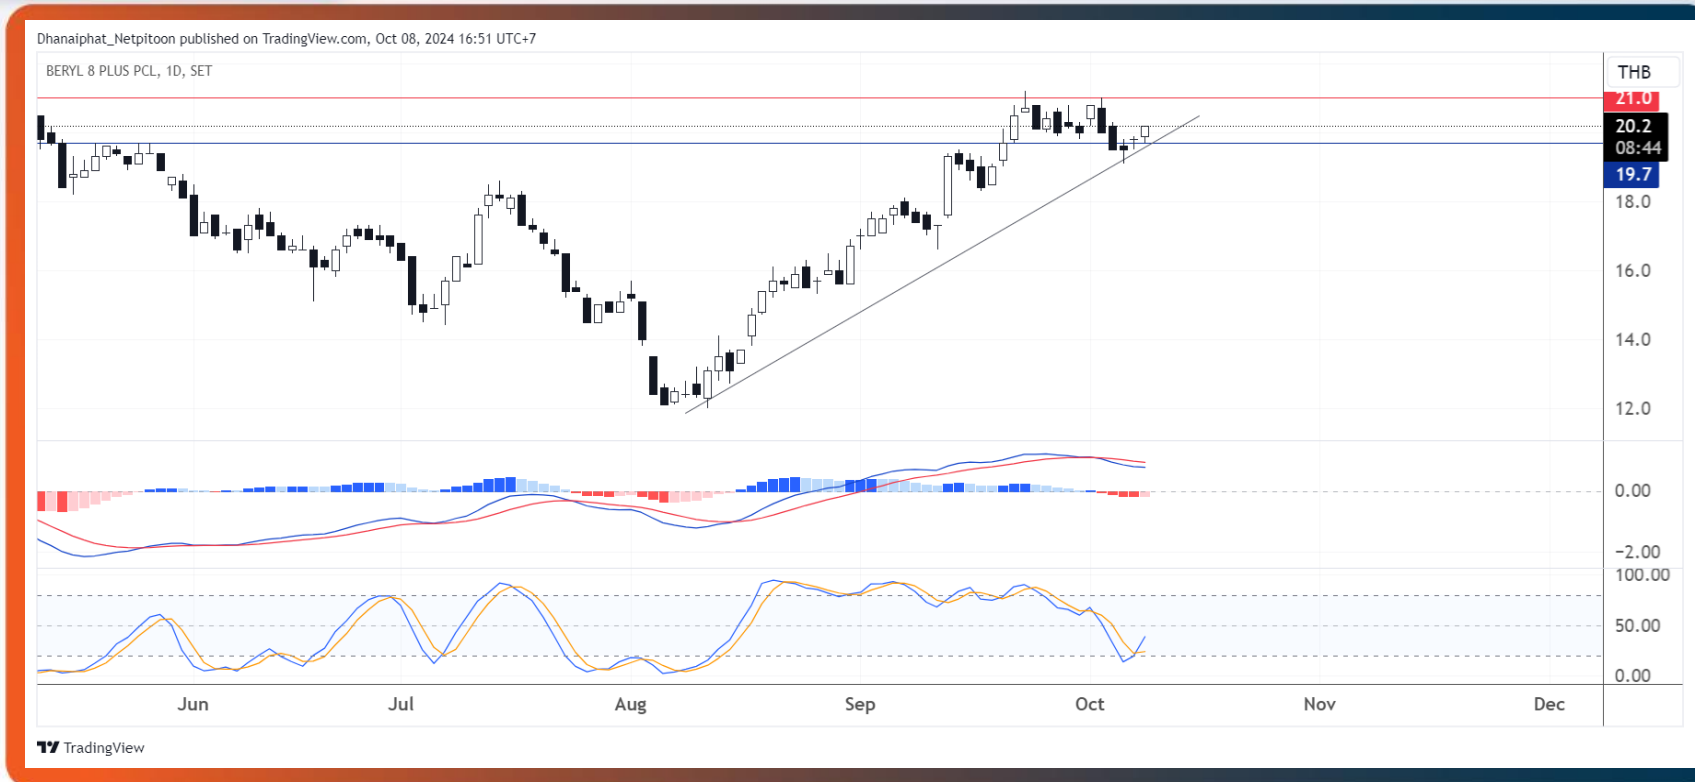 Dhanaiphat_Netpitoon published on TradingView.com, Oct 08, 2024 16:51 UTC+7
BERYL 8 PLUS PCL, 1D, SET
THB
21.0
20.2
08:44
19.7
18.0
16.0
14.0
12.0
0.00
−2.00
100.00
50.00
0.00
Jun Jul Aug Sep Oct Nov Dec
TradingView